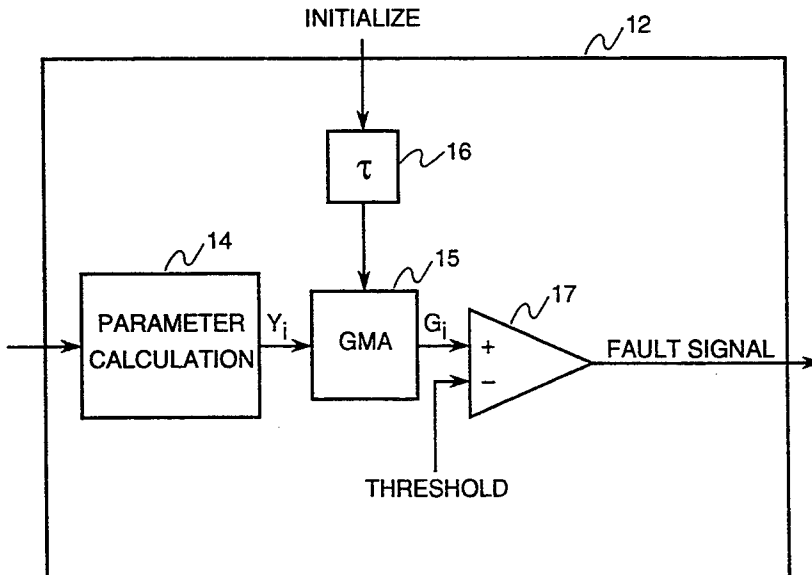 INITIALIZE
12
τ
16
14
PARAMETER
CALCULATION
Yi
15
GMA
Gi
17
+
−
FAULT SIGNAL
THRESHOLD